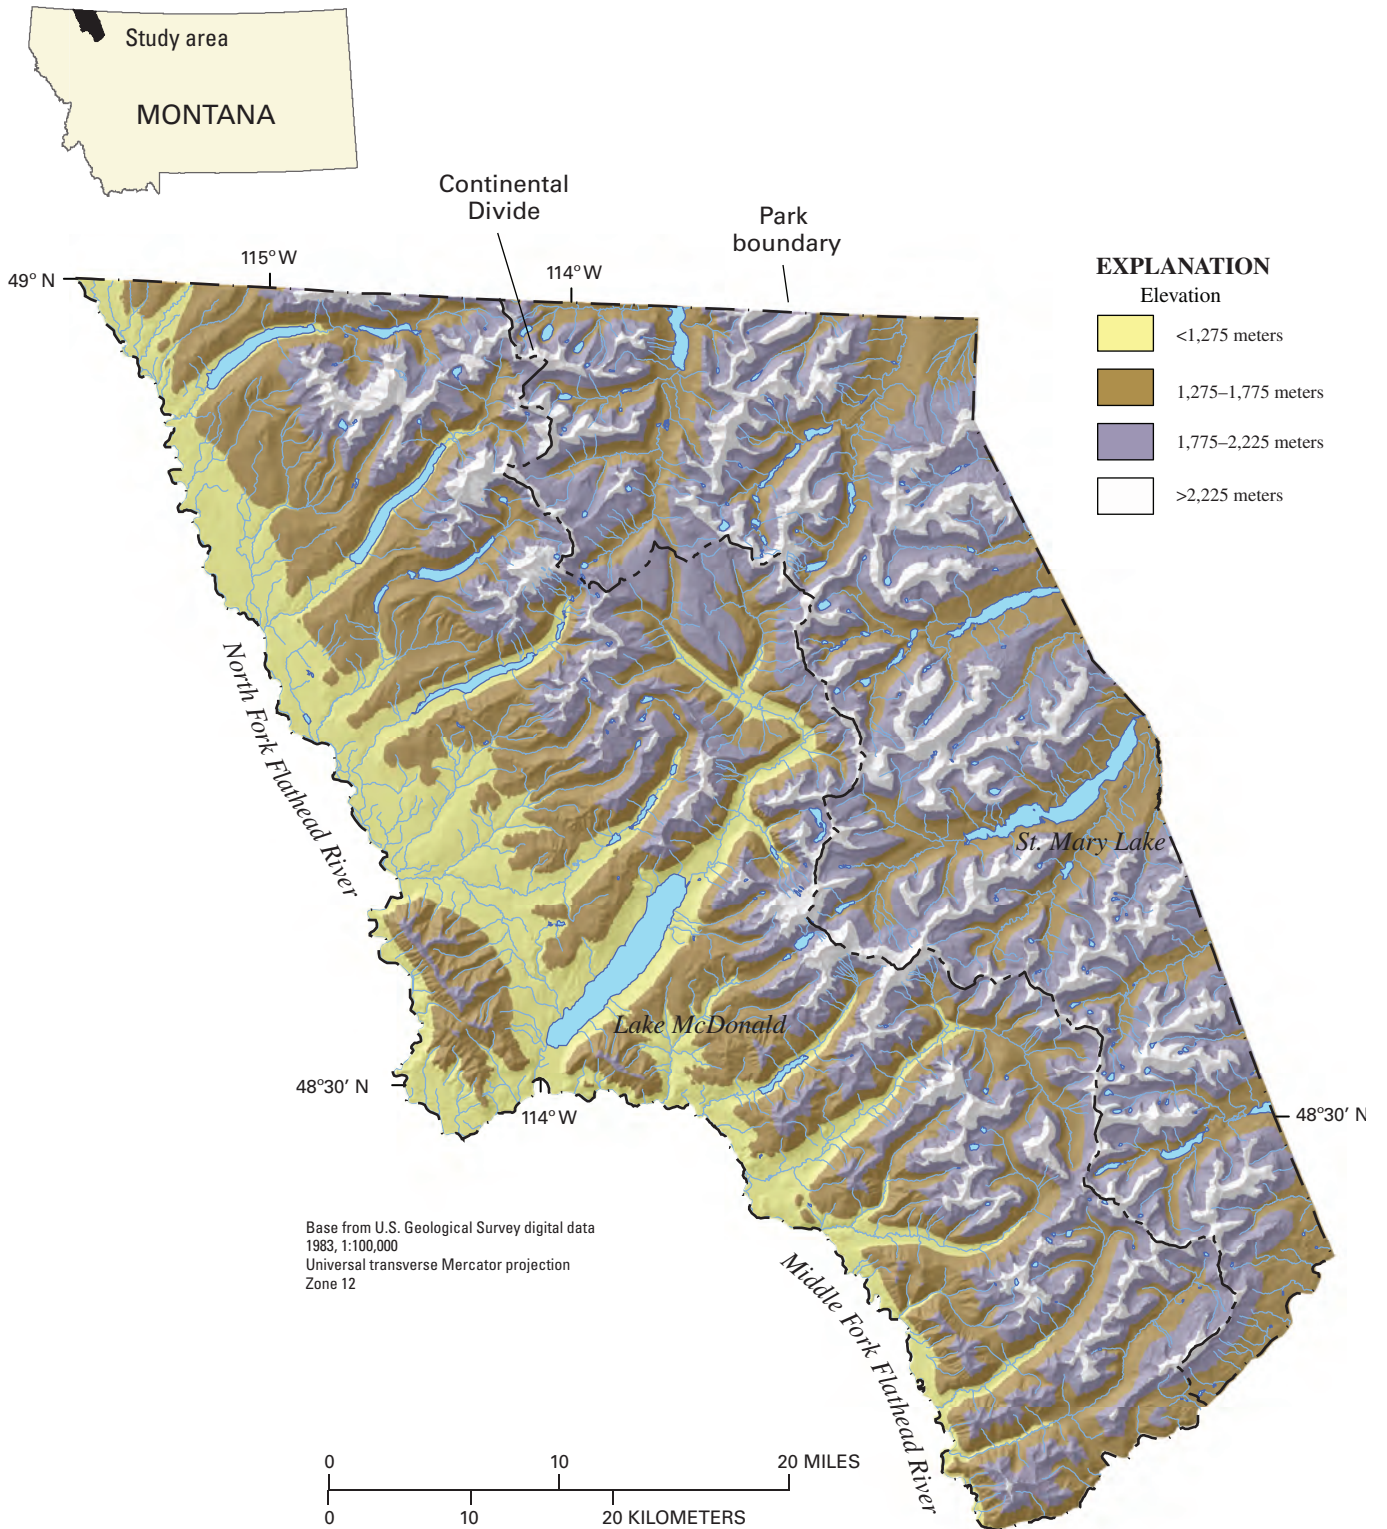 Study area
MONTANA
Continental
Divide
Park
boundary
115°W
114°W
49° N
EXPLANATION
Elevation
<1,275 meters
1,275–1,775 meters
1,775–2,225 meters
>2,225 meters
North Fork Flathead River
St. Mary Lake
Lake McDonald
48°30' N
114°W
48°30' N
Base from U.S. Geological Survey digital data
1983, 1:100,000
Universal transverse Mercator projection
Zone 12
Middle Fork Flathead River
0 10 20 MILES
0 10 20 KILOMETERS